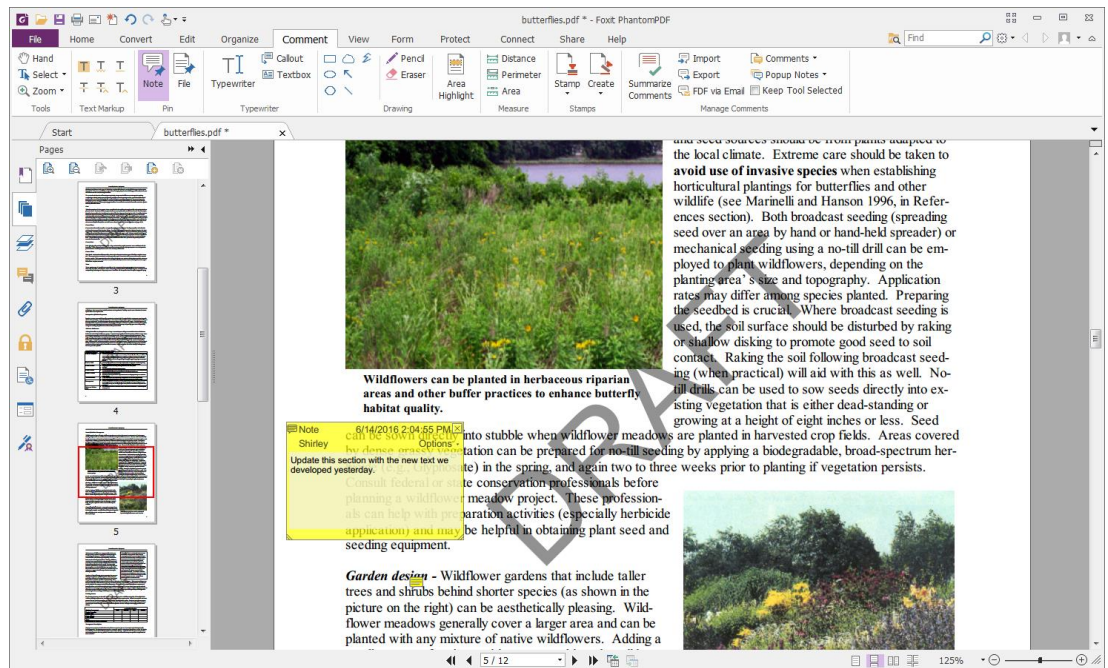 butterflies.pdf * - Foxit PhantomPDF
File Home Convert Edit Organize Comment View Form Protect Connect Share Help
Find
Hand
Select
Zoom
Tools
T T T
T T T
Text Markup
Note
File
Pin
Typewriter
Callout
Textbox
Typewriter
Pencil
Eraser
Drawing
Area
Highlight
Distance
Perimeter
Area
Measure
Stamp
Create
Stamps
Summarize
Comments
Import
Export
FDF via Email
Comments
Popup Notes
Keep Tool Selected
Manage Comments
Start
butterflies.pdf *
Pages
3
4
5
and seed sources should be from plants adapted to
the local climate. Extreme care should be taken to
avoid use of invasive species when establishing
horticultural plantings for butterflies and other
wildlife (see Marinelli and Hanson 1996, in Refer-
ences section). Both broadcast seeding (spreading
seed over an area by hand or hand-held spreader) or
mechanical seeding using a no-till drill can be em-
ployed to plant wildflowers, depending on the
planting area's size and topography. Application
rates may differ among species planted. Preparing
the seedbed is crucial. Where broadcast seeding is
used, the soil surface should be disturbed by raking
or shallow disking to promote good seed to soil
contact. Raking the soil following broadcast seed-
ing (when practical) will aid with this as well. No-
till drills can be used to sow seeds directly into ex-
isting vegetation that is either dead-standing or
growing at a height of eight inches or less. Seed
Wildflowers can be planted in herbaceous riparian
areas and other buffer practices to enhance butterfly
habitat quality.
can be sown directly into stubble when wildflower meadows are planted in harvested crop fields. Areas covered
by dense grassy vegetation can be prepared for no-till seeding by applying a biodegradable, broad-spectrum her-
(e.g., glyphosate) in the spring, and again two to three weeks prior to planting if vegetation persists.
Consult federal or state conservation professionals before
planning a wildflower meadow project. These profession-
als can help with preparation activities (especially herbicide
application) and may be helpful in obtaining plant seed and
seeding equipment.
Note 6/14/2016 2:04:55 PM
Shirley
Options
Update this section with the new text we
developed yesterday.
Garden design - Wildflower gardens that include taller
trees and shrubs behind shorter species (as shown in the
picture on the right) can be aesthetically pleasing. Wild-
flower meadows generally cover a larger area and can be
planted with any mixture of native wildflowers. Adding a
DRAFT
5 / 12
125%